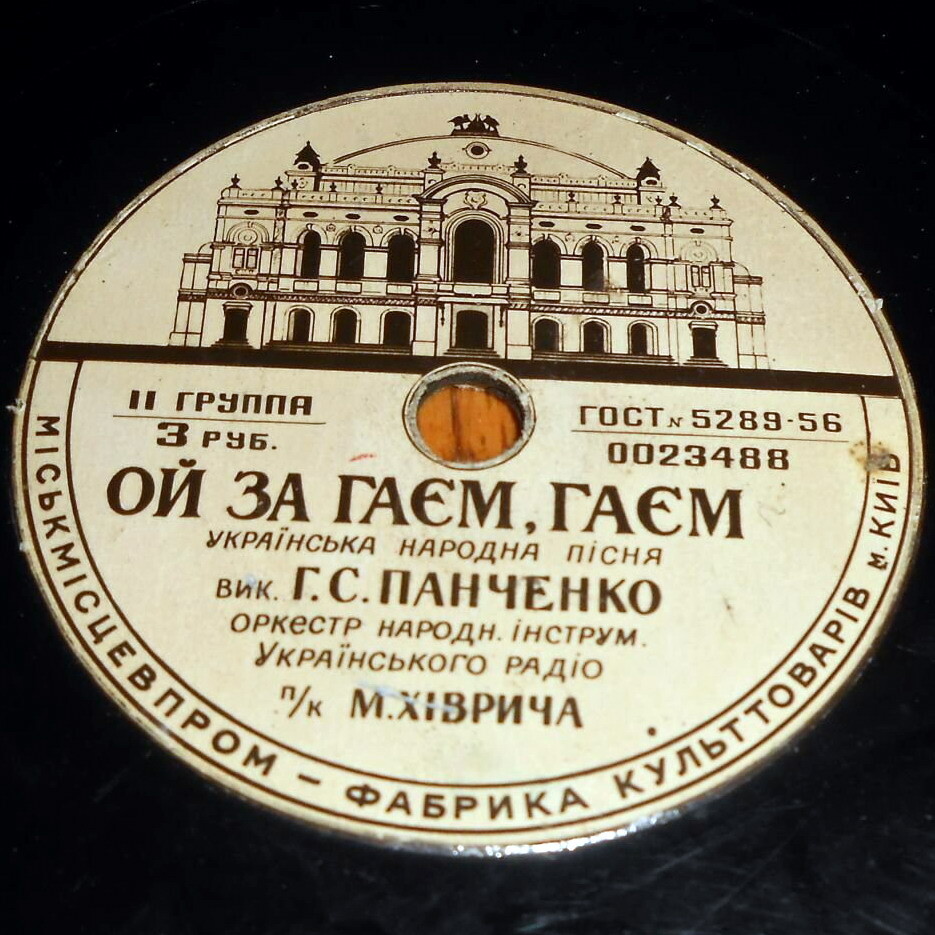 II ГРУППА
3 РУБ.
ГОСТ N 5289-56
0023488
ОЙ ЗА ГАЄМ, ГАЄМ
УКРАЇНСЬКА НАРОДНА ПІСНЯ
ВИК. Г.С. ПАНЧЕНКО
ОРКЕСТР НАРОДН. ІНСТРУМ.
УКРАЇНСЬКОГО РАДІО
П/К М.ХІВРИЧА
МІСЬКМІСЦЕВПРОМ — ФАБРИКА КУЛЬТТОВАРІВ м. КИЇВ